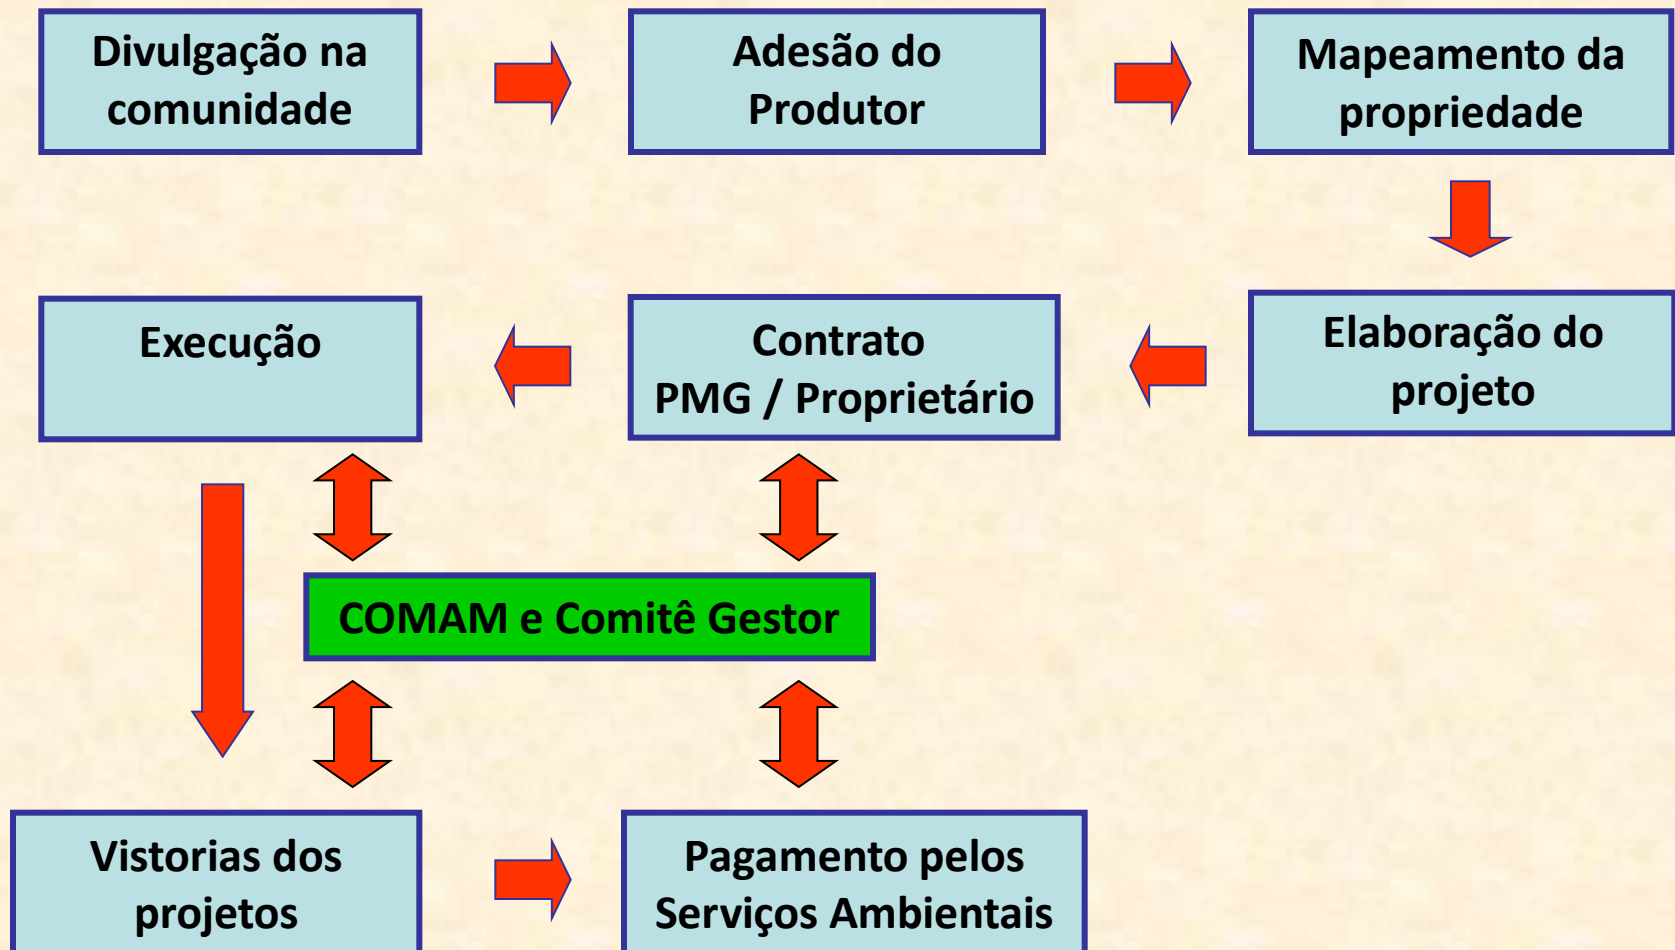 Divulgação na
comunidade
Adesão do
Produtor
Mapeamento da
propriedade
Execução
Contrato
PMG / Proprietário
Elaboração do
projeto
COMAM e Comitê Gestor
Vistorias dos
projetos
Pagamento pelos
Serviços Ambientais